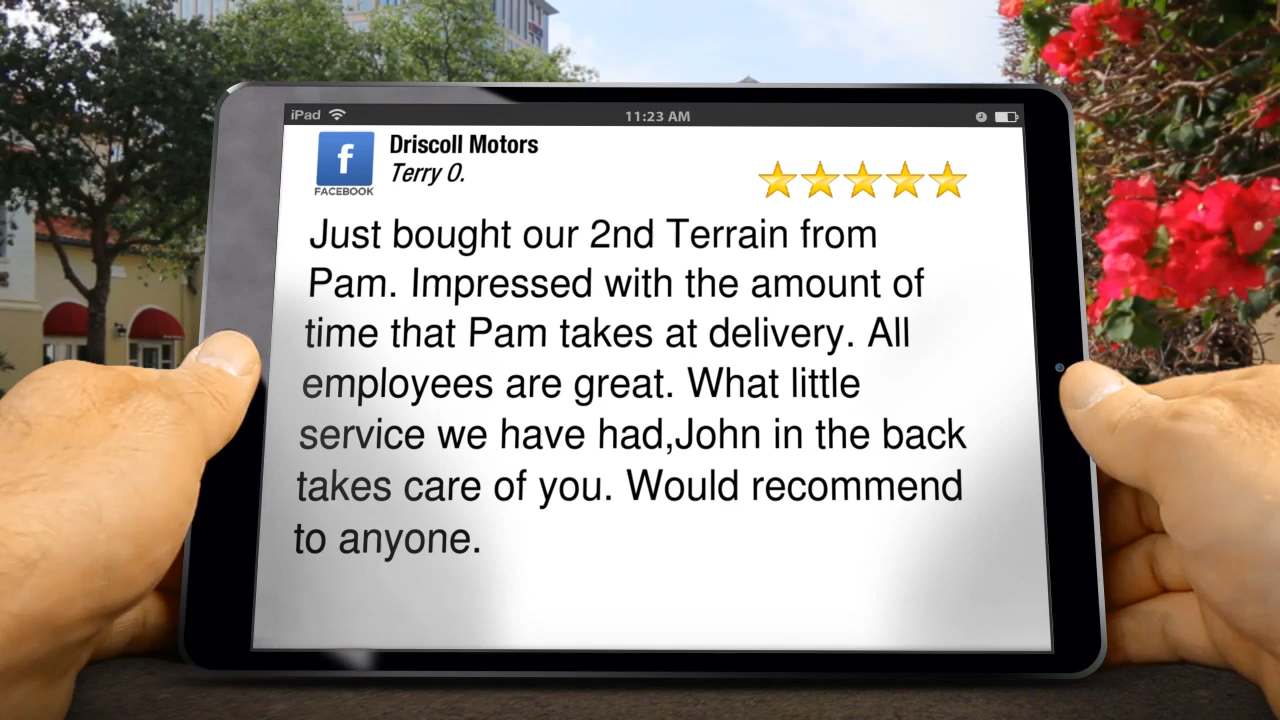 iPad 11:23 AM
f
FACEBOOK
Driscoll Motors
Terry O.
Just bought our 2nd Terrain from
Pam. Impressed with the amount of
time that Pam takes at delivery. All
employees are great. What little
service we have had,John in the back
takes care of you. Would recommend
to anyone.